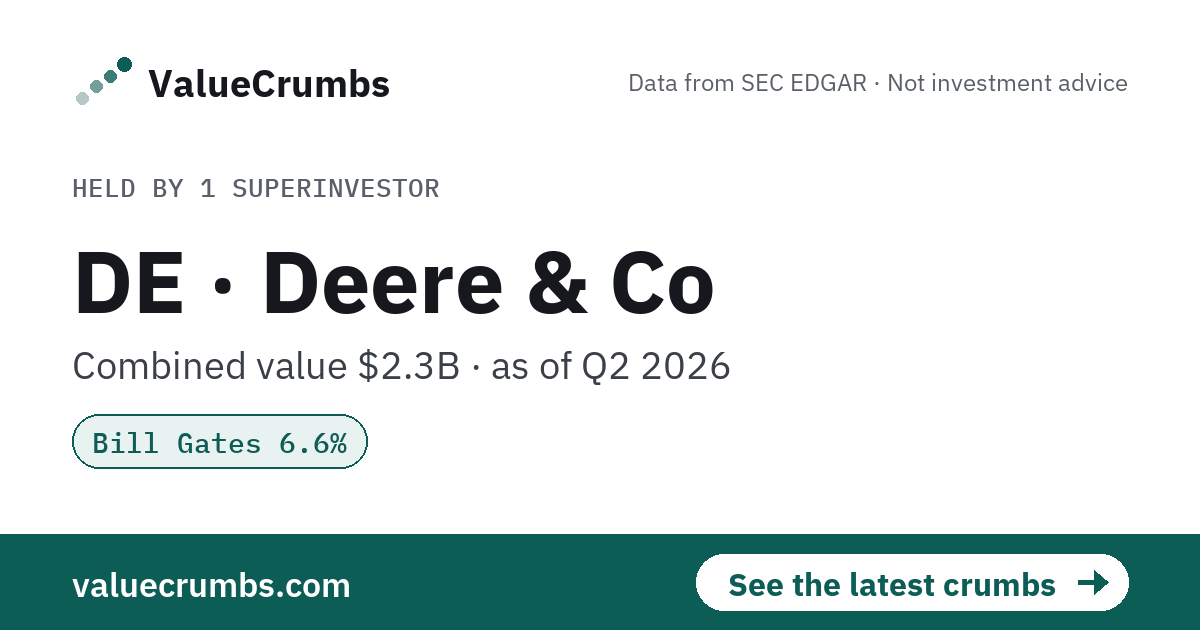 ValueCrumbs
Data from SEC EDGAR · Not investment advice
HELD BY 1 SUPERINVESTOR
DE · Deere & Co
Combined value $2.3B · as of Q2 2026
Bill Gates 6.6%
valuecrumbs.com
See the latest crumbs